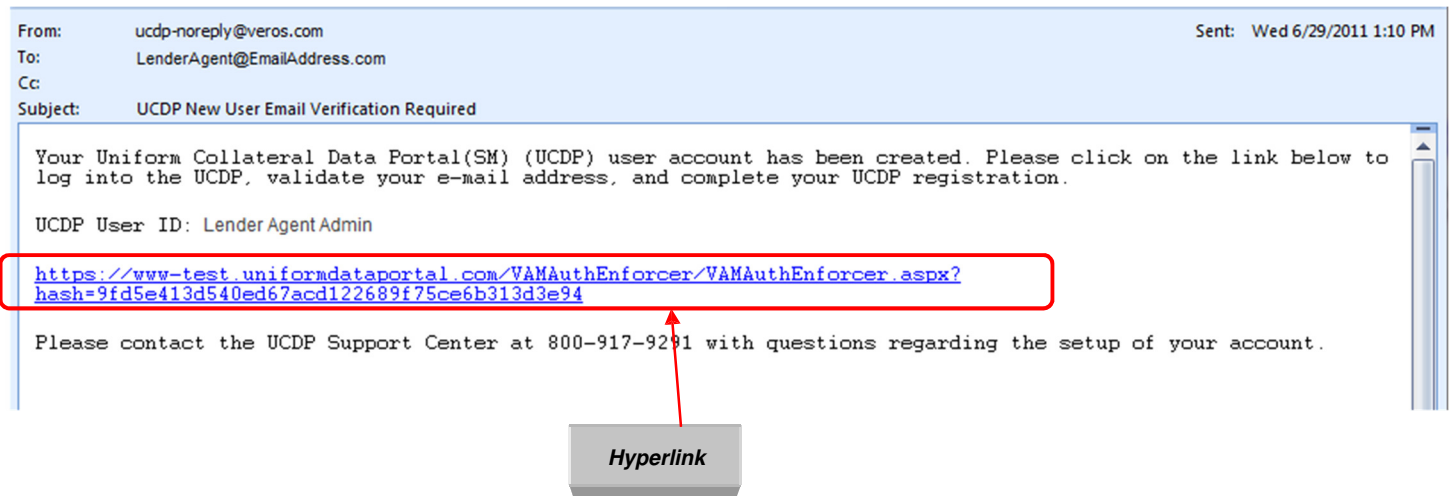 From: ucdp-noreply@veros.com Sent: Wed 6/29/2011 1:10 PM
To: LenderAgent@EmailAddress.com
Cc:
Subject: UCDP New User Email Verification Required
Your Uniform Collateral Data Portal(SM) (UCDP) user account has been created. Please click on the link below to
log into the UCDP, validate your e-mail address, and complete your UCDP registration.
UCDP User ID: Lender Agent Admin
https://www-test.uniformdataportal.com/VAMAuthEnforcer/VAMAuthEnforcer.aspx?
hash=9fd5e413d540ed67acd122689f75ce6b313d3e94
Please contact the UCDP Support Center at 800-917-9291 with questions regarding the setup of your account.
Hyperlink